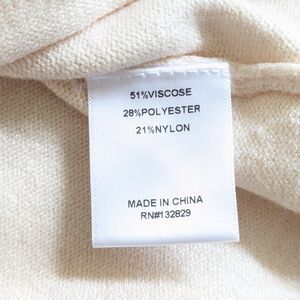 51%VISCOSE
28%POLYESTER
21%NYLON
MADE IN CHINA
RN#132829